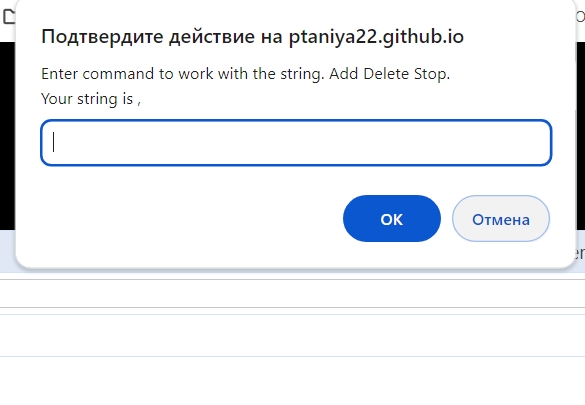 Подтвердите действие на ptaniya22.github.io
Enter command to work with the string. Add Delete Stop.
Your string is ,
ОК
Отмена